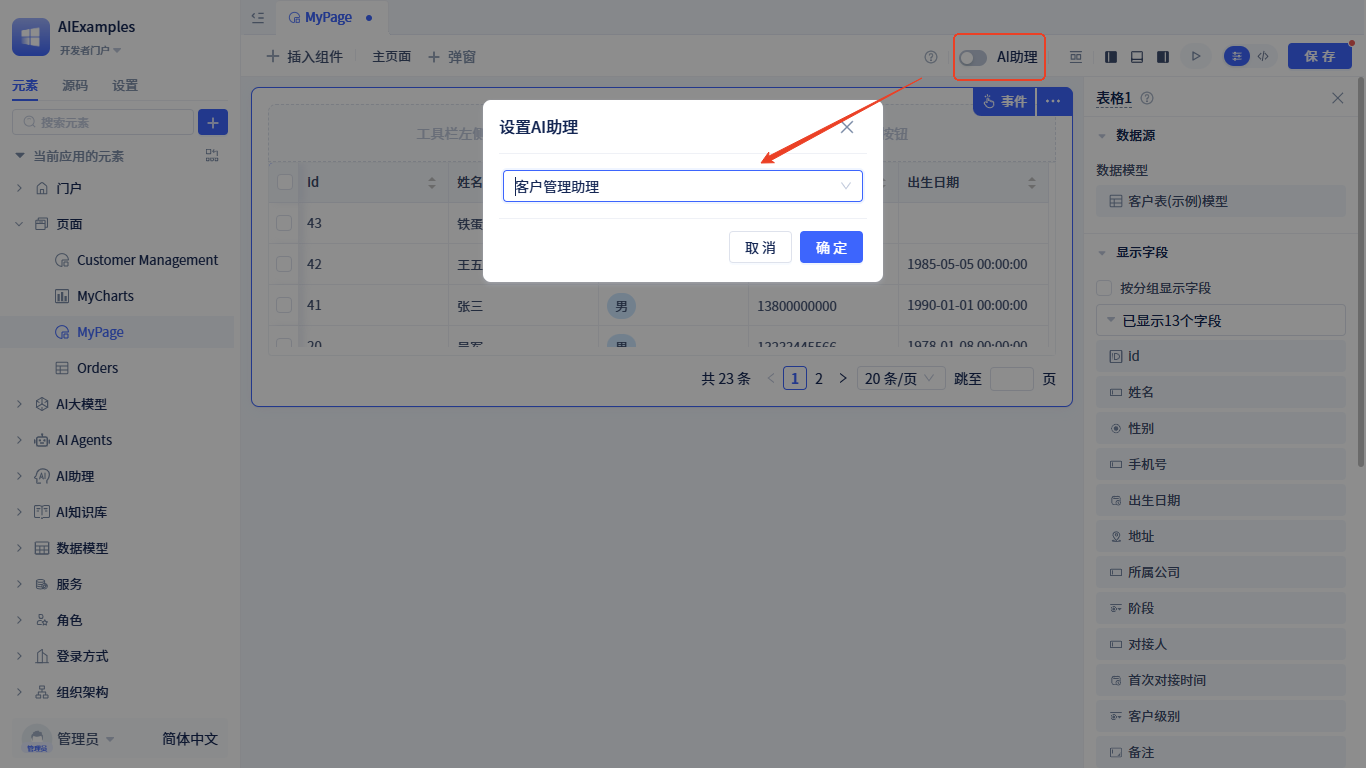 AIExamples
开发者门户
元素 源码 设置
搜索元素
当前应用的元素
门户
页面
Customer Management
MyCharts
MyPage
Orders
AI大模型
AI Agents
AI助理
AI知识库
数据模型
服务
角色
登录方式
组织架构
管理员
管理员
简体中文
MyPage
插入组件 主页面 弹窗
AI助理
保存
事件
工具栏左侧
按钮
设置AI助理
客户管理助理
取消 确定
Id 姓名 出生日期
43 铁蛋
42 王五 1985-05-05 00:00:00
41 张三 男 13800000000 1990-01-01 00:00:00
20 吴军 男 13233445566 1978-01-08 00:00:00
共 23 条 1 2 20 条/页 跳至 页
表格1
数据源
数据模型
客户表(示例)模型
显示字段
按分组显示字段
已显示13个字段
id
姓名
性别
手机号
出生日期
地址
所属公司
阶段
对接人
首次对接时间
客户级别
备注